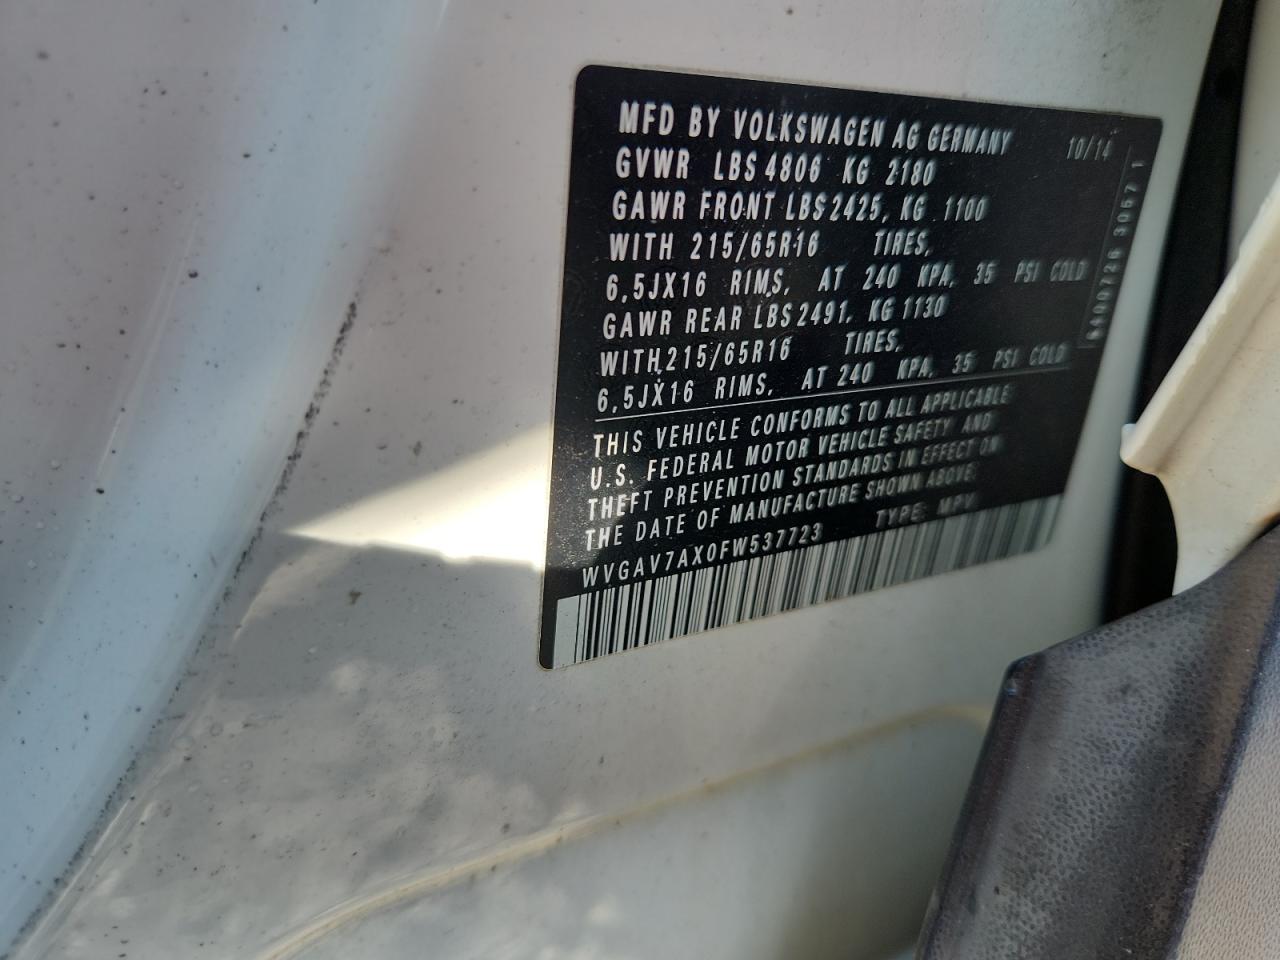 MFD BY VOLKSWAGEN AG GERMANY 10/14
GVWR LBS 4806 KG 2180
GAWR FRONT LBS 2425, KG 1100
WITH 215/65R16 TIRES,
6,5JX16 RIMS, AT 240 KPA, 35 PSI COLD
GAWR REAR LBS 2491, KG 1130
WITH 215/65R16 TIRES,
6,5JX16 RIMS, AT 240 KPA, 35 PSI COLD
THIS VEHICLE CONFORMS TO ALL APPLICABLE
U.S. FEDERAL MOTOR VEHICLE SAFETY AND
THEFT PREVENTION STANDARDS IN EFFECT ON
THE DATE OF MANUFACTURE SHOWN ABOVE.
WVGAV7AX0FW537723 TYPE: MPV